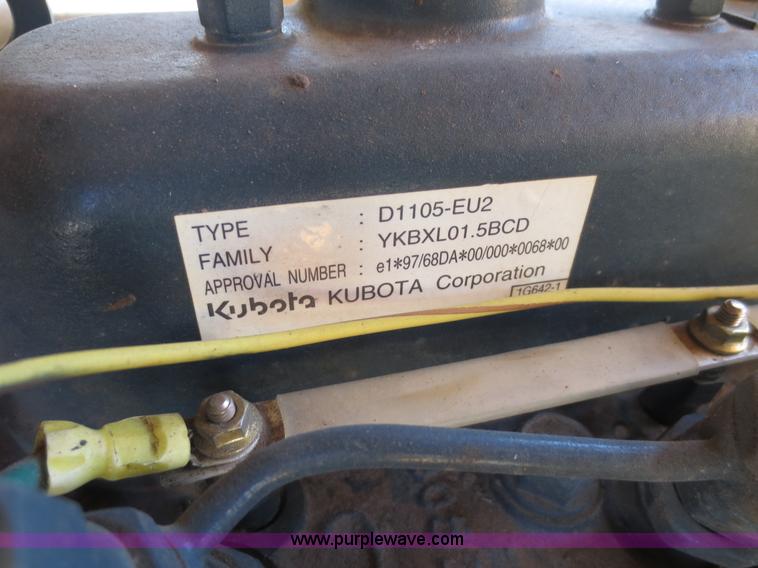 TYPE : D1105-EU2
FAMILY : YKBXL01.5BCD
APPROVAL NUMBER : e1*97/68DA*00/000*0068*00
Kubota KUBOTA Corporation
1G642-1
www.purplewave.com